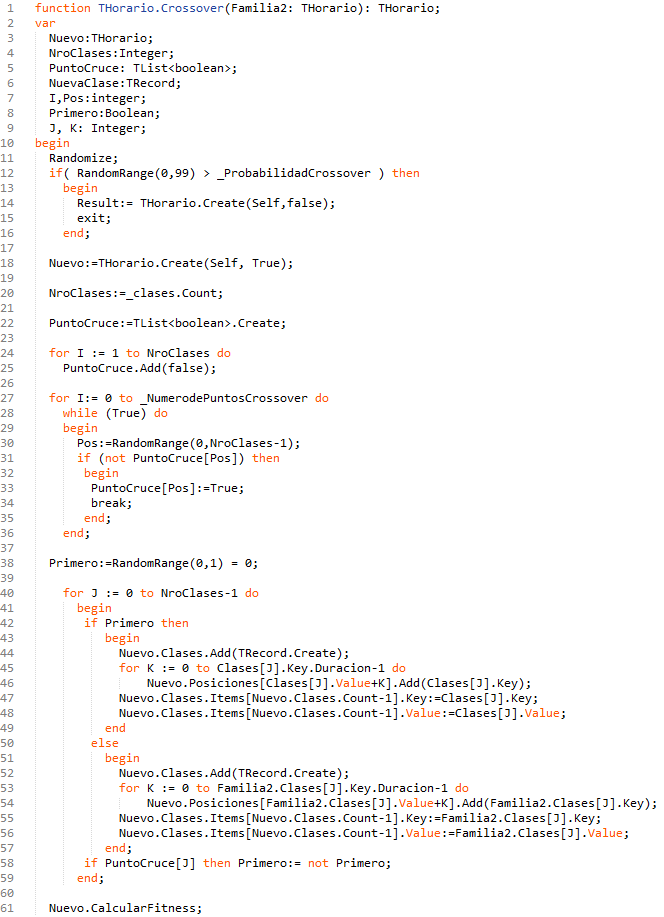 1 function THorario.Crossover(Familia2: THorario): THorario;
2 var
3 Nuevo:THorario;
4 NroClases:Integer;
5 PuntoCruce: TList<boolean>;
6 NuevaClase:TRecord;
7 I,Pos:integer;
8 Primero:Boolean;
9 J, K: Integer;
10 begin
11 Randomize;
12 if( RandomRange(0,99) > _ProbabilidadCrossover ) then
13 begin
14 Result:= THorario.Create(Self,false);
15 exit;
16 end;
17
18 Nuevo:=THorario.Create(Self, True);
19
20 NroClases:=_clases.Count;
21
22 PuntoCruce:=TList<boolean>.Create;
23
24 for I := 1 to NroClases do
25 PuntoCruce.Add(false);
26
27 for I:= 0 to _NumerodePuntosCrossover do
28 while (True) do
29 begin
30 Pos:=RandomRange(0,NroClases-1);
31 if (not PuntoCruce[Pos]) then
32 begin
33 PuntoCruce[Pos]:=True;
34 break;
35 end;
36 end;
37
38 Primero:=RandomRange(0,1) = 0;
39
40 for J := 0 to NroClases-1 do
41 begin
42 if Primero then
43 begin
44 Nuevo.Clases.Add(TRecord.Create);
45 for K := 0 to Clases[J].Key.Duracion-1 do
46 Nuevo.Posiciones[Clases[J].Value+K].Add(Clases[J].Key);
47 Nuevo.Clases.Items[Nuevo.Clases.Count-1].Key:=Clases[J].Key;
48 Nuevo.Clases.Items[Nuevo.Clases.Count-1].Value:=Clases[J].Value;
49 end
50 else
51 begin
52 Nuevo.Clases.Add(TRecord.Create);
53 for K := 0 to Familia2.Clases[J].Key.Duracion-1 do
54 Nuevo.Posiciones[Familia2.Clases[J].Value+K].Add(Familia2.Clases[J].Key);
55 Nuevo.Clases.Items[Nuevo.Clases.Count-1].Key:=Familia2.Clases[J].Key;
56 Nuevo.Clases.Items[Nuevo.Clases.Count-1].Value:=Familia2.Clases[J].Value;
57 end;
58 if PuntoCruce[J] then Primero:= not Primero;
59 end;
60
61 Nuevo.CalcularFitness;